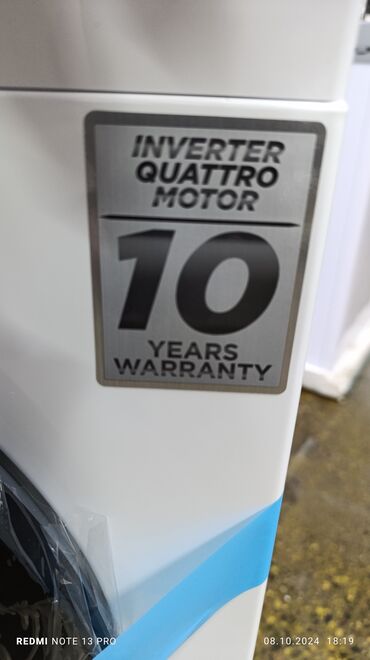 INVERTER
QUATTRO
MOTOR
10
YEARS
WARRANTY
REDMI NOTE 13 PRO
08.10.2024 18:19